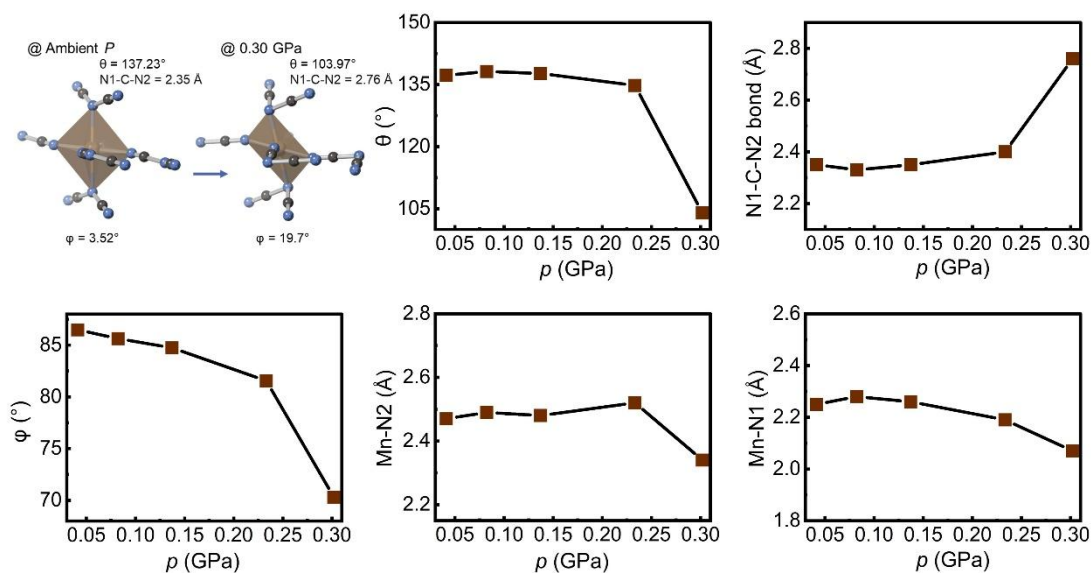 @ Ambient P
θ = 137.23°
N1-C-N2 = 2.35 Å
@ 0.30 GPa
θ = 103.97°
N1-C-N2 = 2.76 Å
φ = 3.52°
φ = 19.7°
150
135
120
105
θ (°)
0.05 0.10 0.15 0.20 0.25 0.30
p (GPa)
2.8
2.6
2.4
2.2
N1-C-N2 bond (Å)
0.05 0.10 0.15 0.20 0.25 0.30
p (GPa)
85
80
75
70
φ (°)
0.05 0.10 0.15 0.20 0.25 0.30
p (GPa)
2.8
2.6
2.4
2.2
Mn-N2 (Å)
0.05 0.10 0.15 0.20 0.25 0.30
p (GPa)
2.6
2.4
2.2
2.0
1.8
Mn-N1 (Å)
0.05 0.10 0.15 0.20 0.25 0.30
p (GPa)